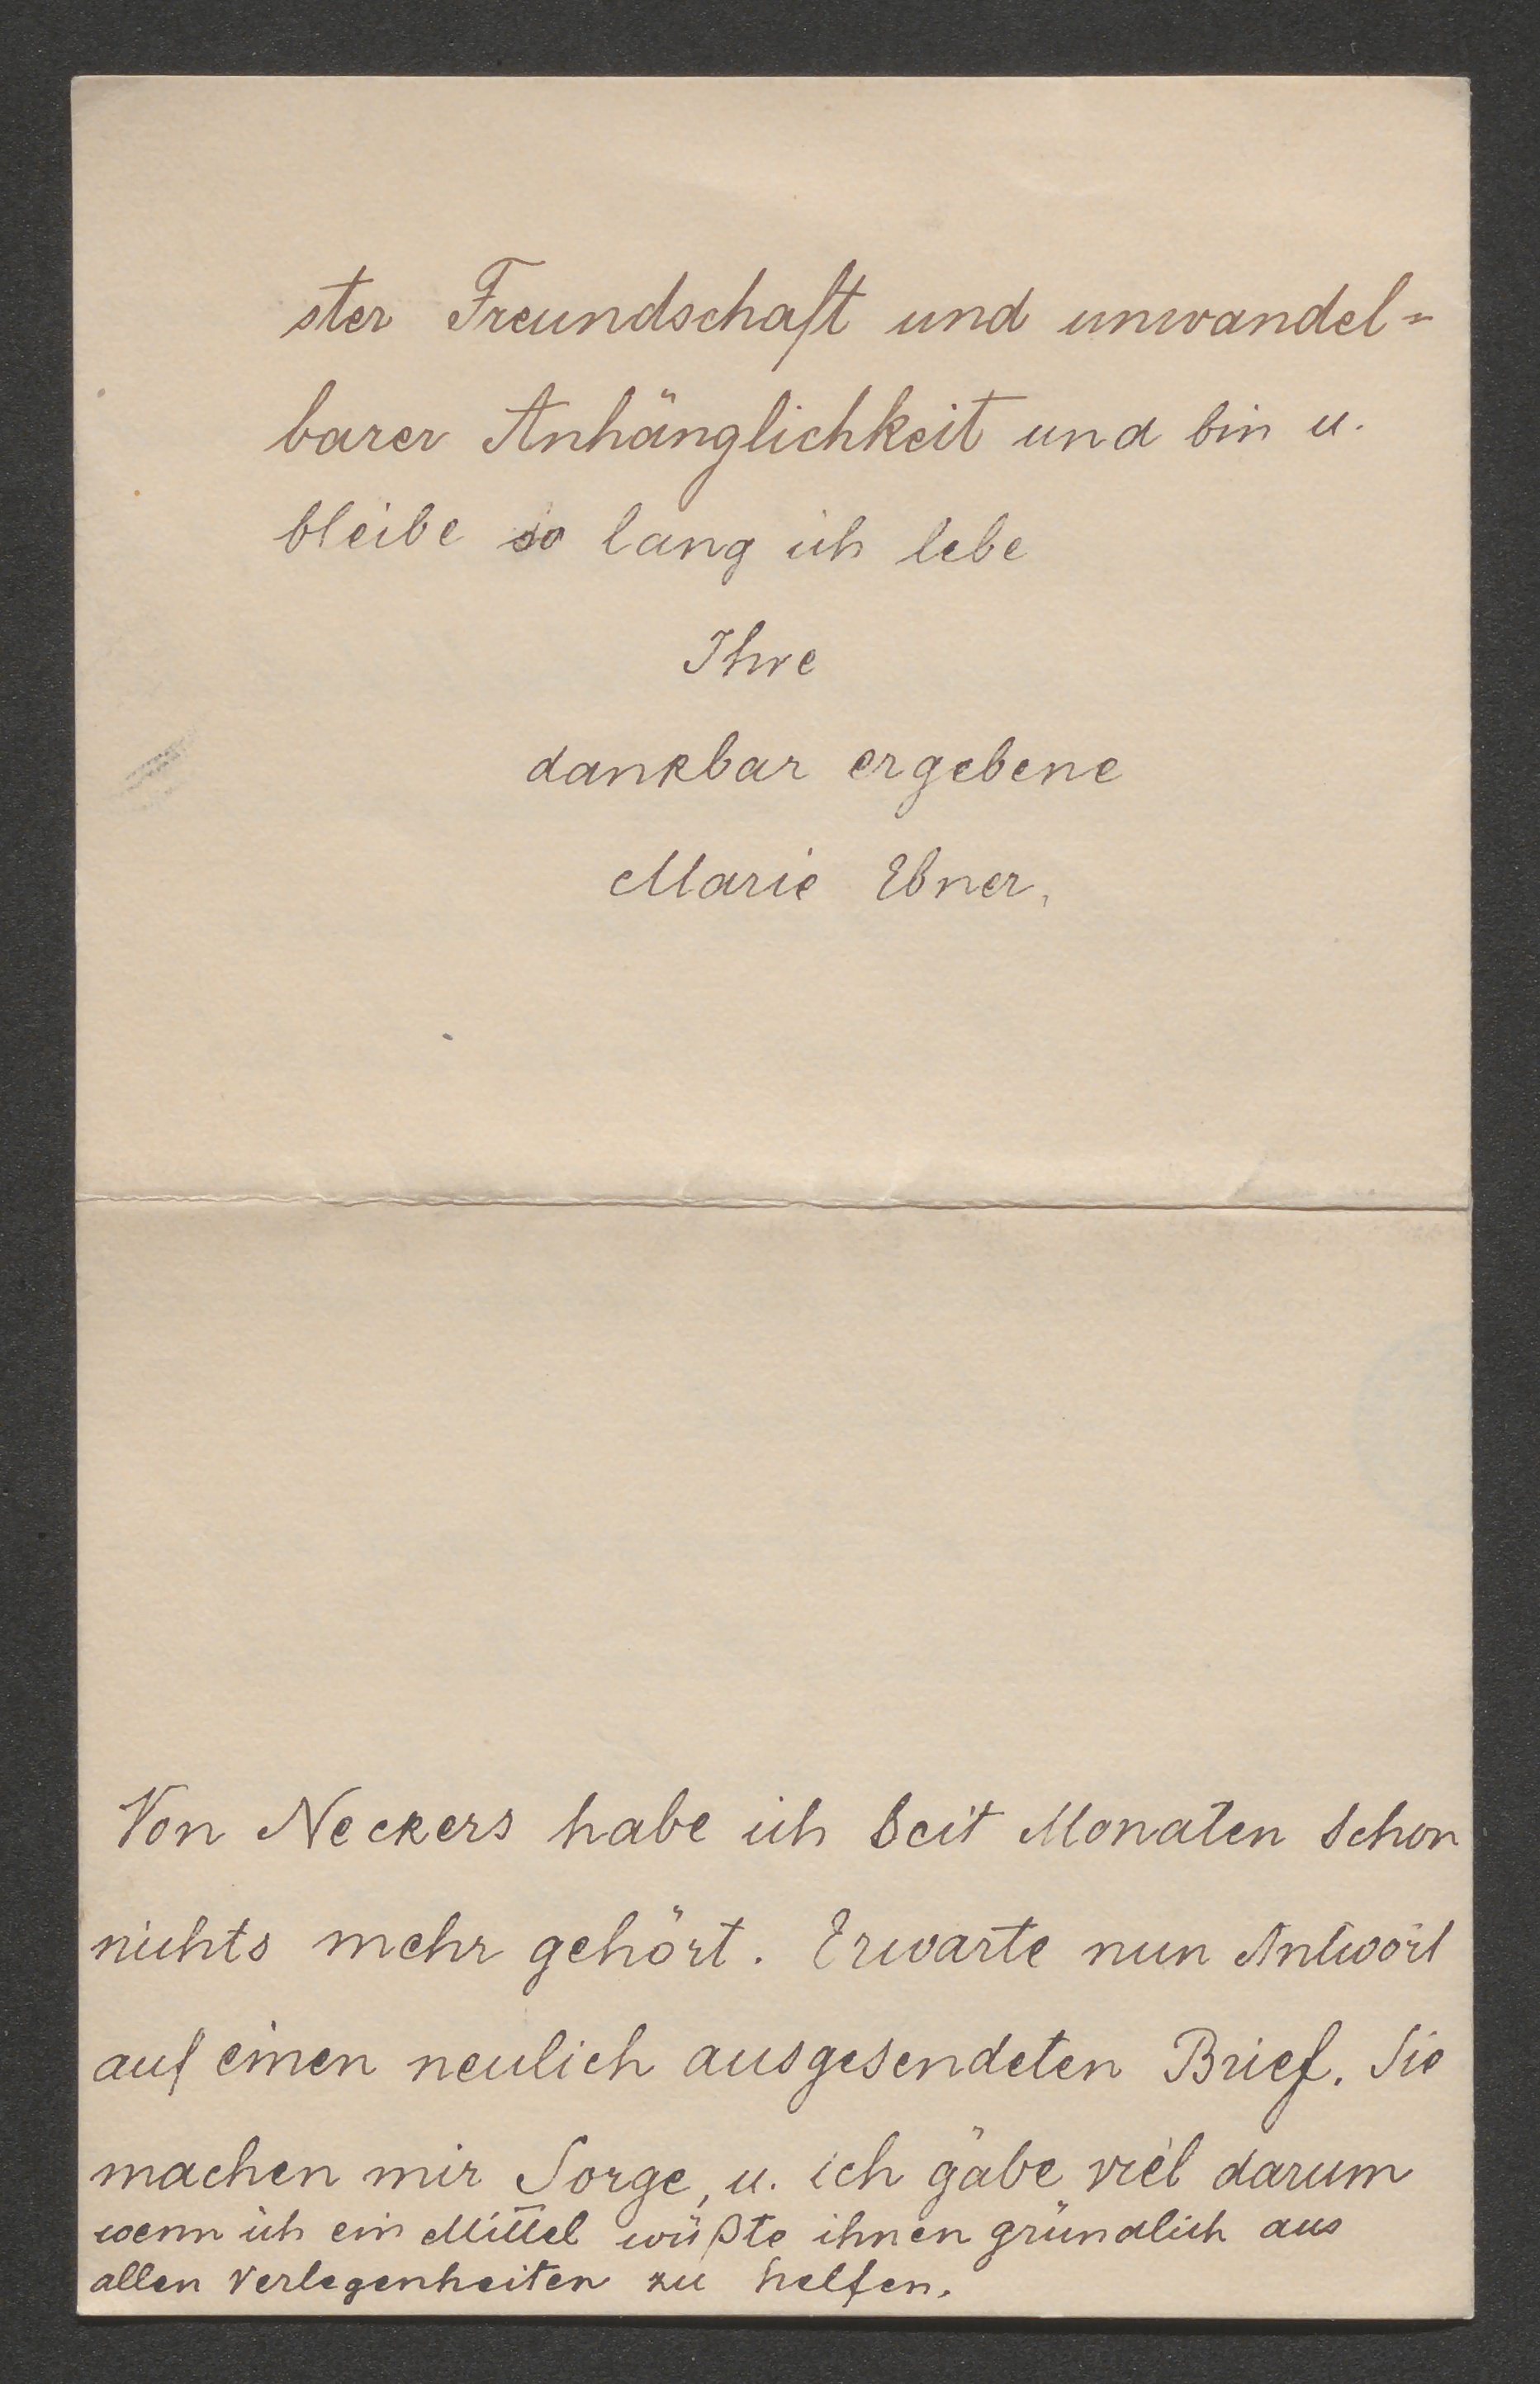 ster Freundschaft und unwandel=
barer Anhänglichkeit und bin u.
bleibe so lang ich lebe
Ihre
dankbar ergebene
Marie Ebner.
Von Neckers habe ich seit Monaten schon
nichts mehr gehört. Erwarte nun Antwort
auf einen neulich ausgesendeten Brief. Sie
machen mir Sorge, u. ich gäbe viel darum
wenn ich ein Mittel wüßte ihnen gründlich aus
allen Verlegenheiten zu helfen.